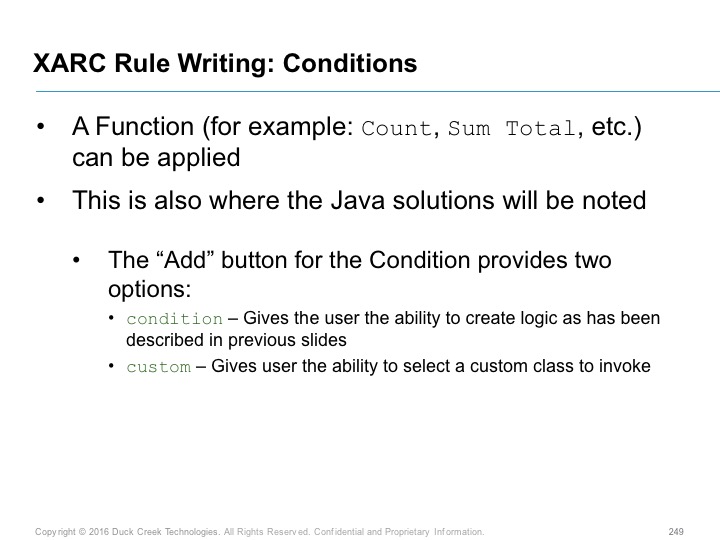 XARC Rule Writing: Conditions
• A Function (for example: Count, Sum Total, etc.)
can be applied
• This is also where the Java solutions will be noted
• The “Add” button for the Condition provides two
options:
• condition – Gives the user the ability to create logic as has been
described in previous slides
• custom – Gives user the ability to select a custom class to invoke
Copyright © 2016 Duck Creek Technologies. All Rights Reserved. Confidential and Proprietary Information. 249